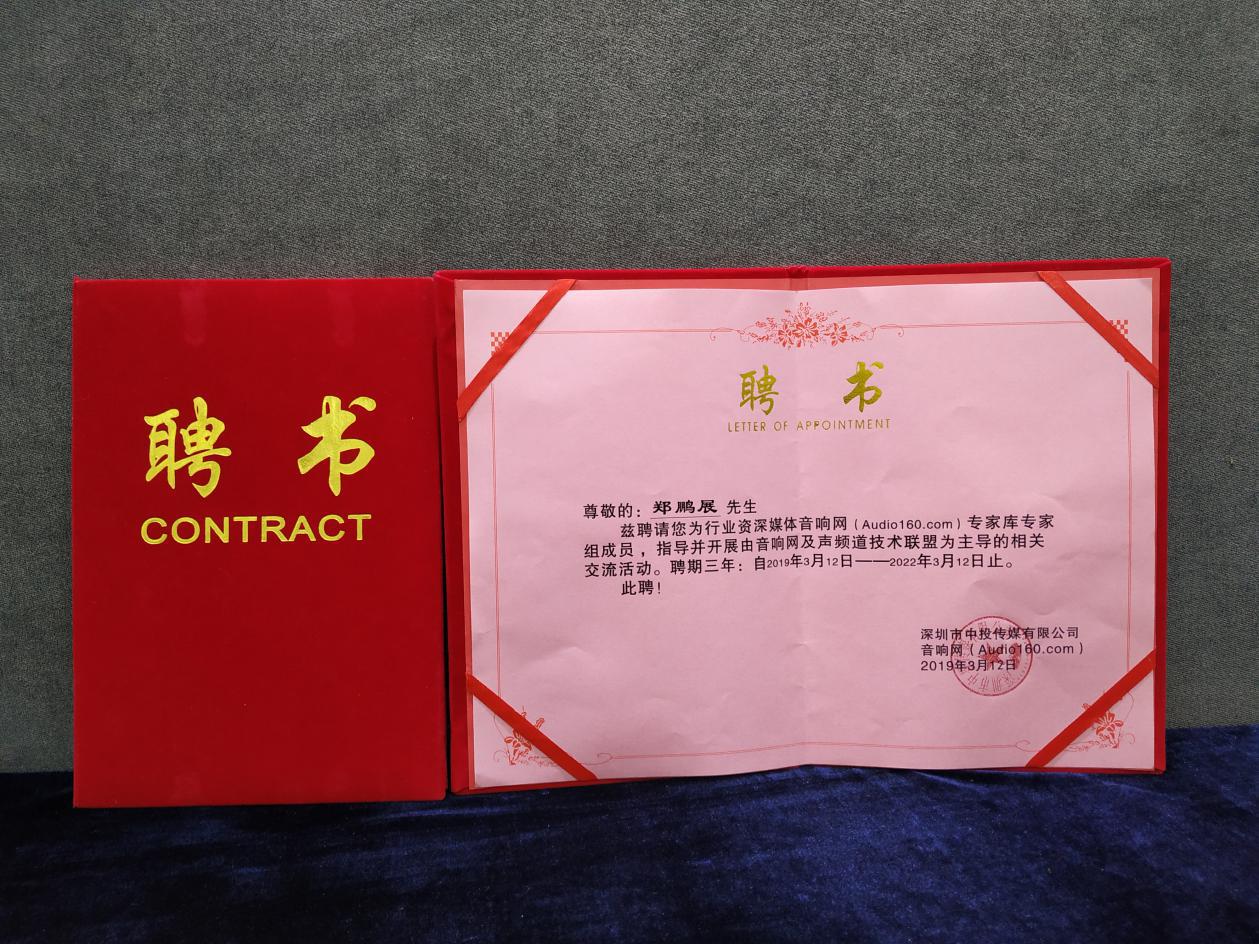 聘 书
CONTRACT
聘 书
LETTER OF APPOINTMENT
尊敬的：郑鹏展 先生
兹聘请您为行业资深媒体音响网（Audio160.com）专家库专家
组成员，指导并开展由音响网及声频道技术联盟为主导的相关
交流活动。聘期三年：自2019年3月12日——2022年3月12日止。
此聘！
深圳市中投传媒有限公司
音响网（Audio160.com）
2019年3月12日